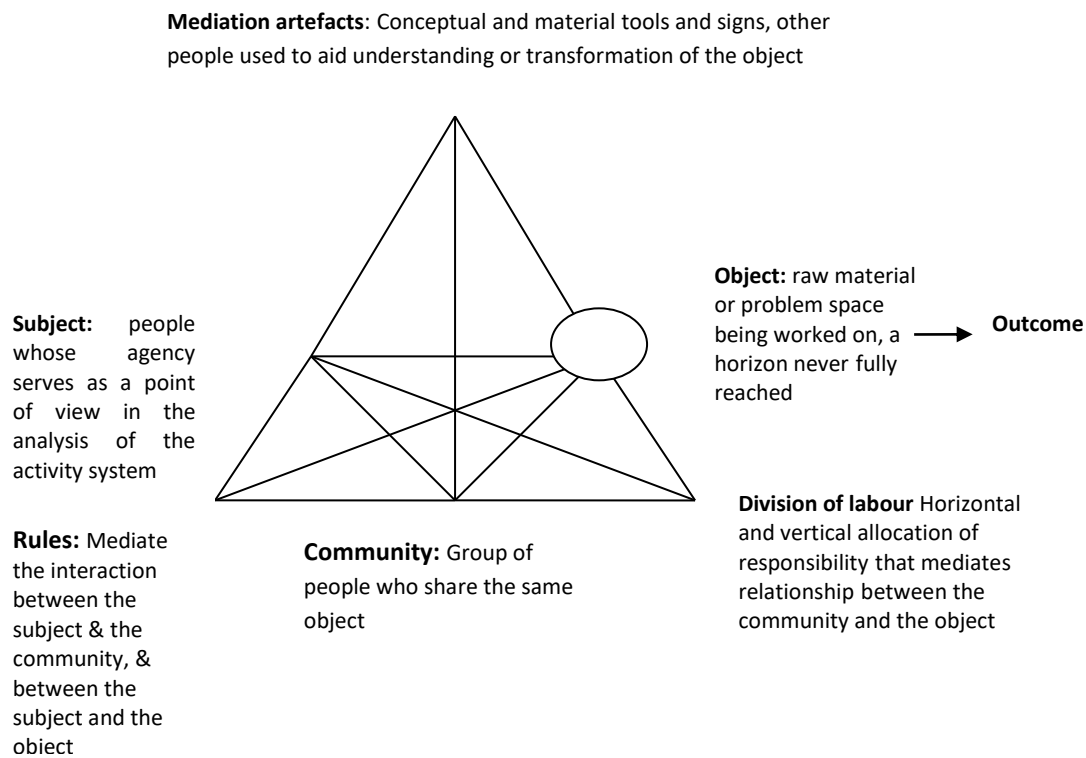 Mediation artefacts: Conceptual and material tools and signs, other
people used to aid understanding or transformation of the object
Object: raw material
or problem space
being worked on, a
horizon never fully
reached
Outcome
Subject: people
whose agency
serves as a point
of view in the
analysis of the
activity system
Rules: Mediate
the interaction
between the
subject & the
community, &
between the
subject and the
object
Community: Group of
people who share the same
object
Division of labour Horizontal
and vertical allocation of
responsibility that mediates
relationship between the
community and the object